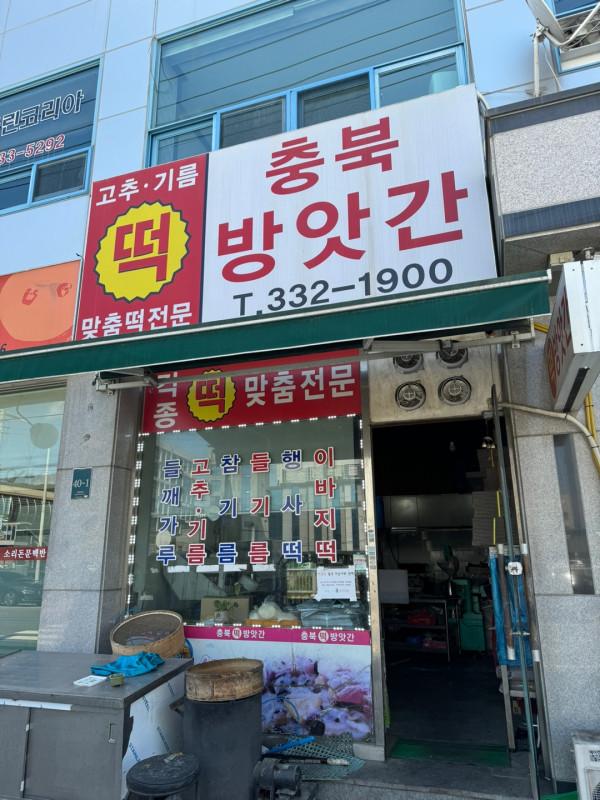 린코리아
33-5292
고추·기름
떡
맞춤떡전문
충북
방앗간
T.332-1900
각종
떡
맞춤전문
들깨가루
고추·기름
참기름
들기름
행사떡
이바지떡
40-1
소리돈문백반
충북떡방앗간
충북떡방앗간